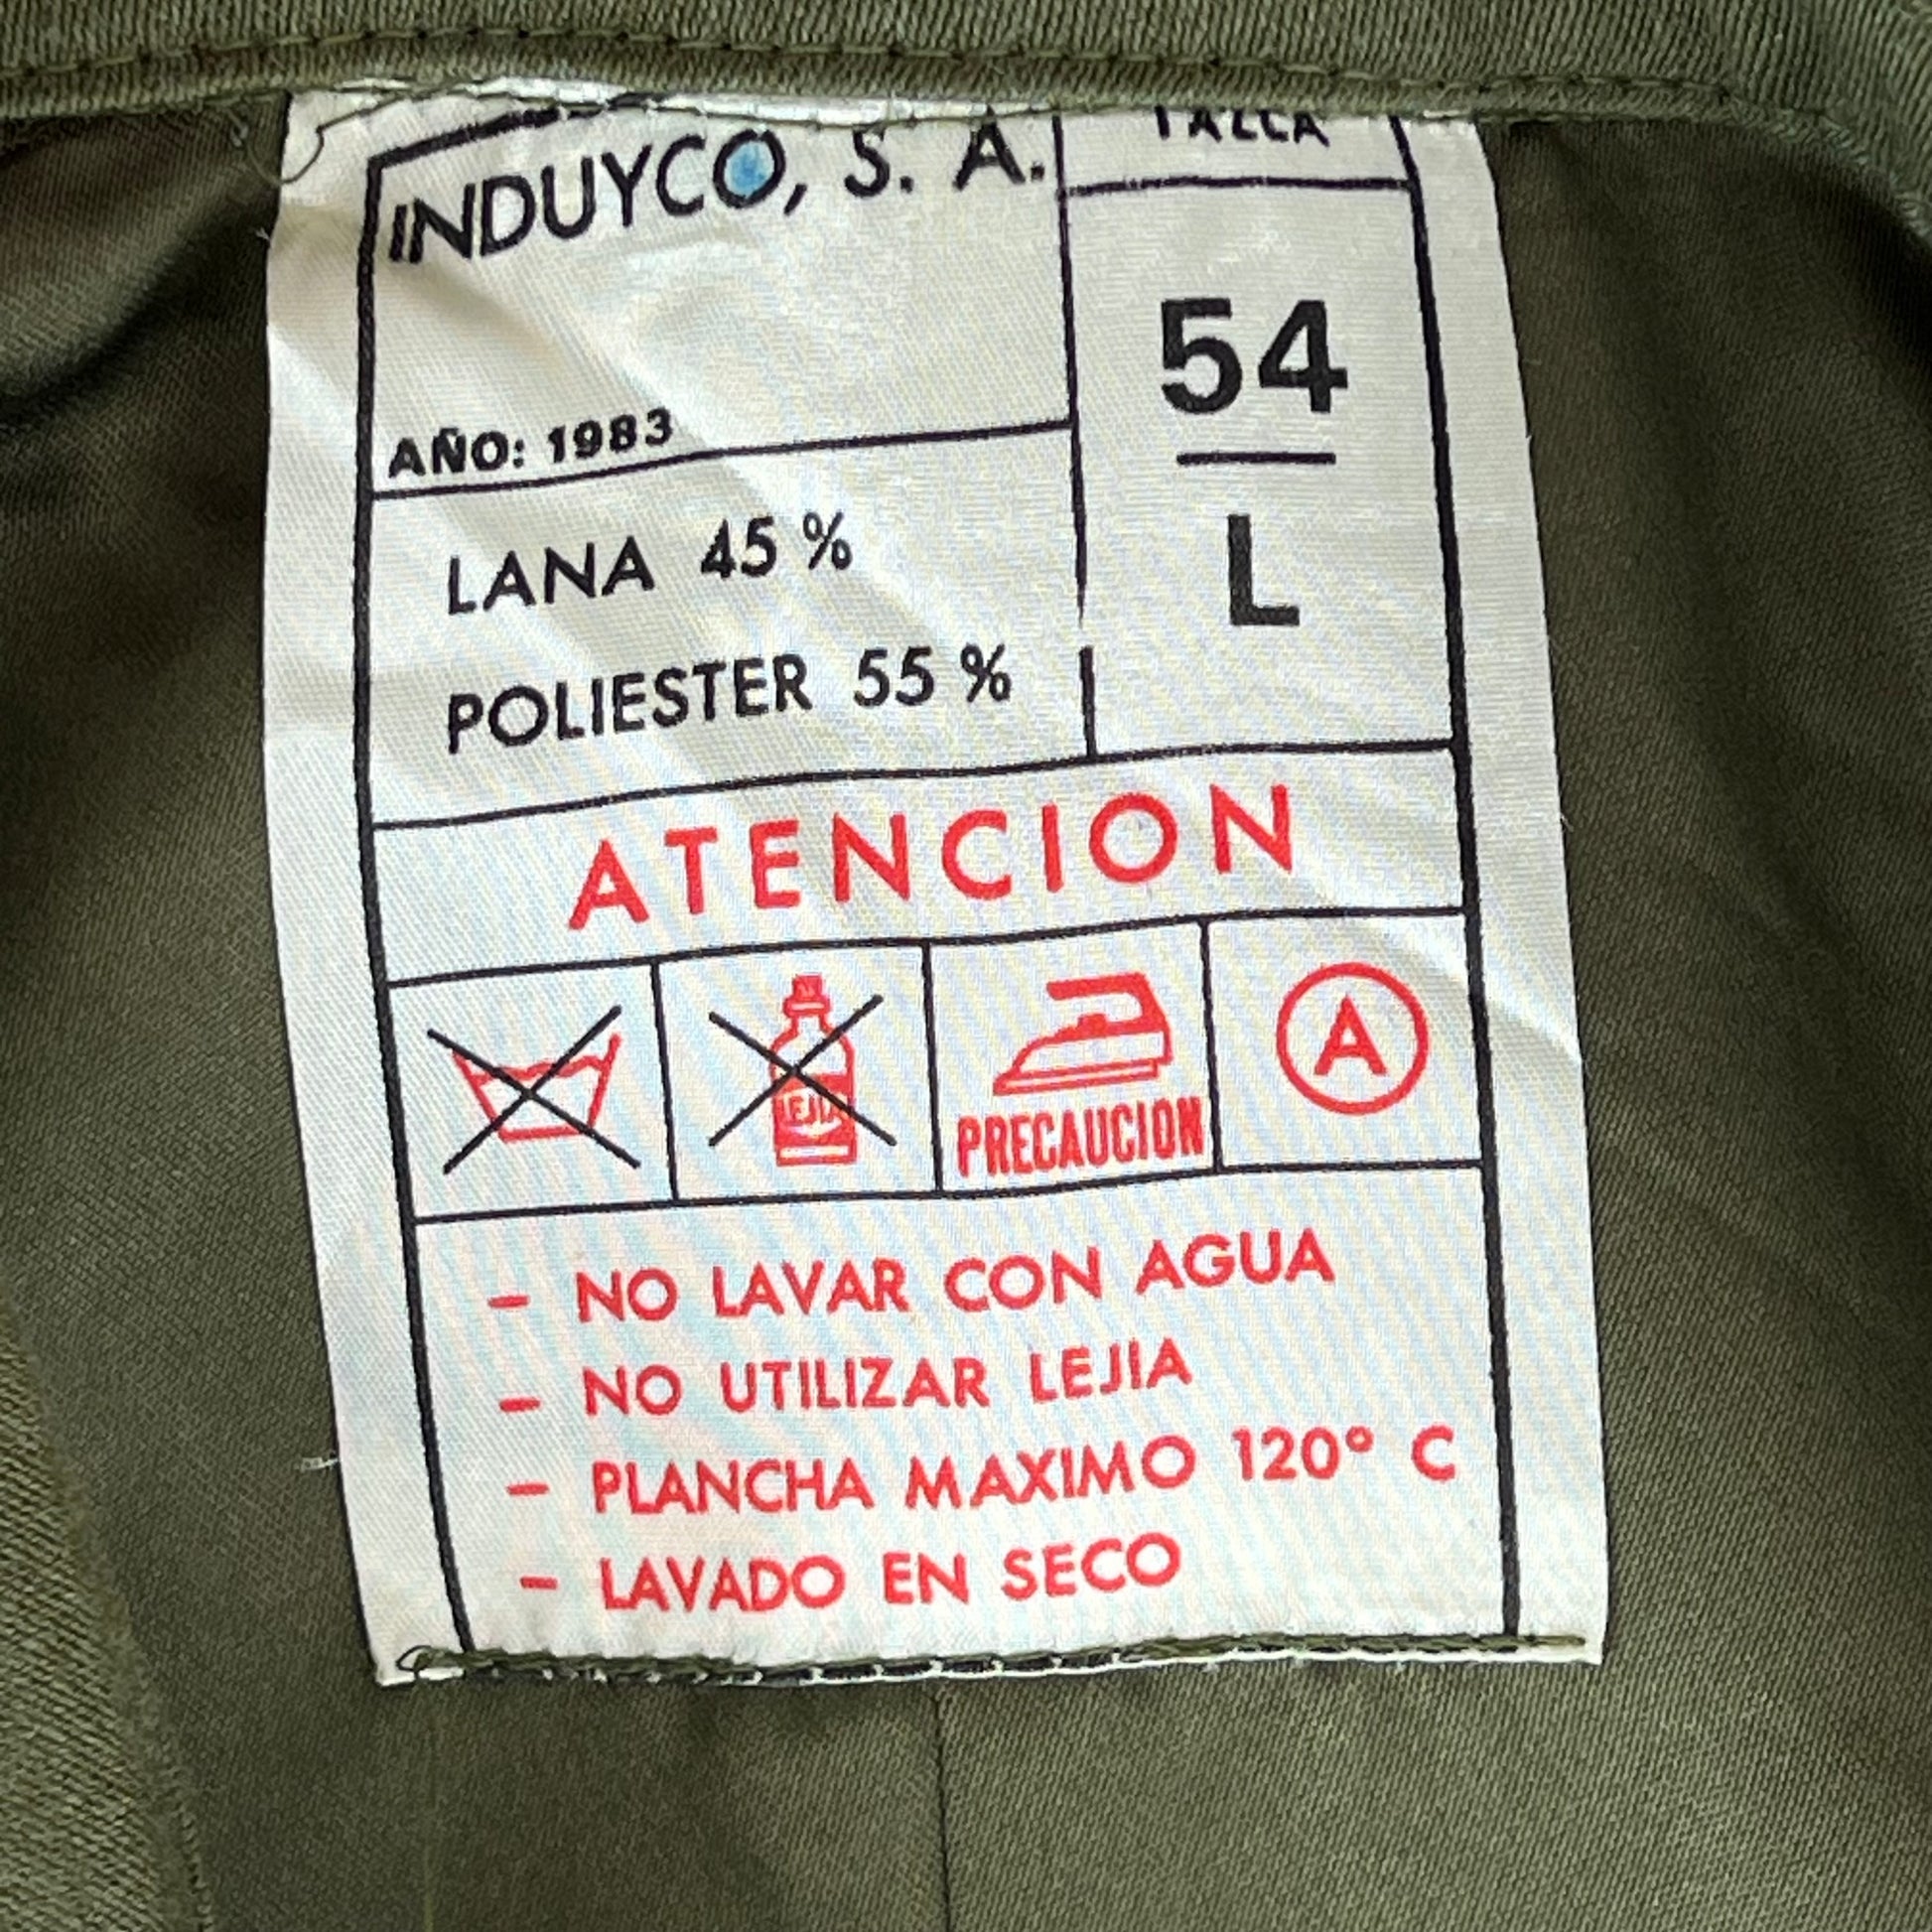 INDUYCO, S. A.
TALLA
54
L
AÑO: 1983
LANA 45 %
POLIESTER 55 %
ATENCION
LEJIA
PRECAUCION
A
- NO LAVAR CON AGUA
- NO UTILIZAR LEJIA
- PLANCHA MAXIMO 120º C
- LAVADO EN SECO